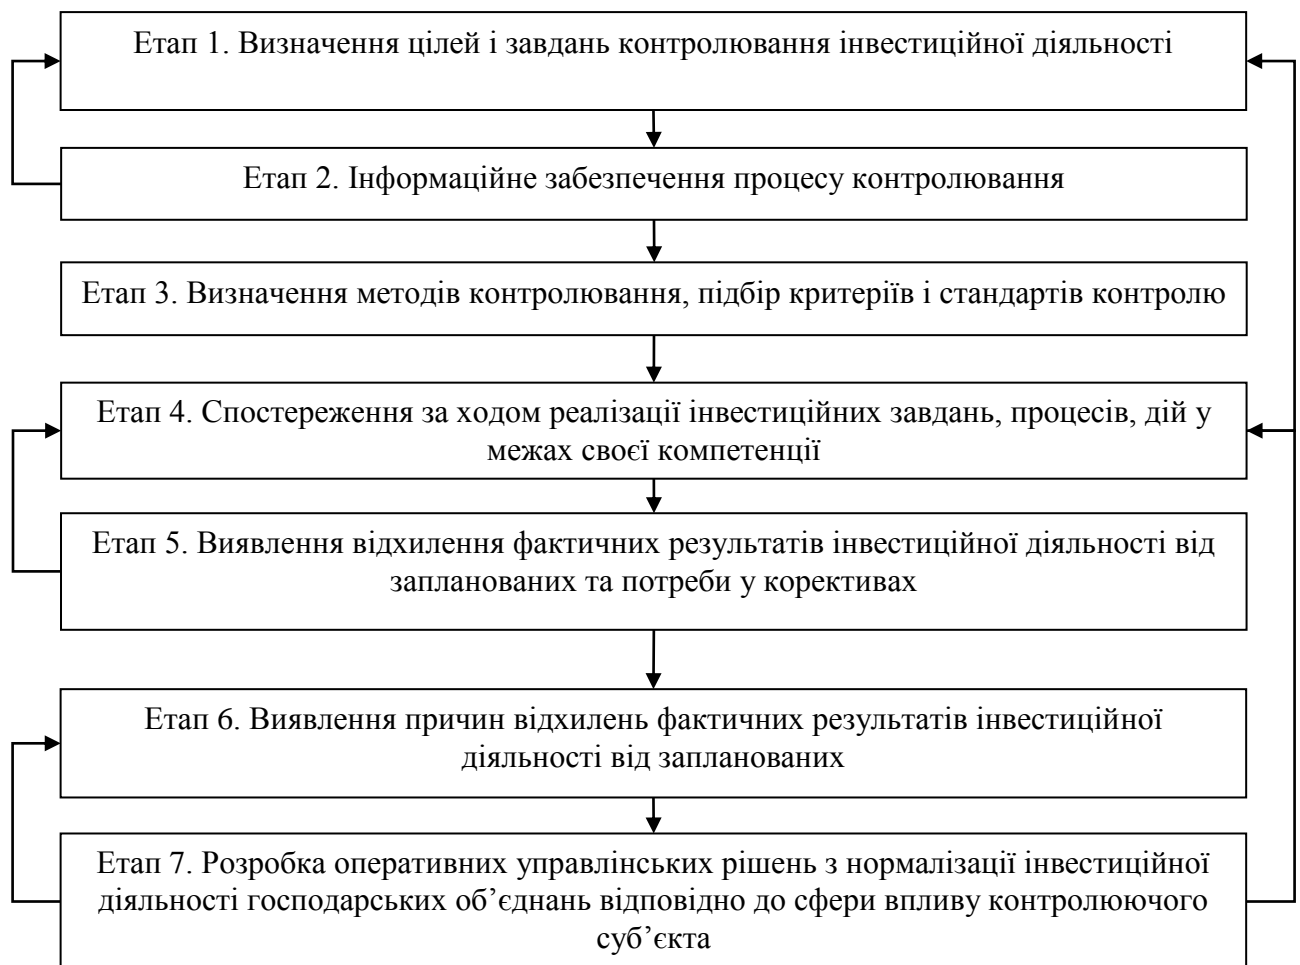 Етап 1. Визначення цілей і завдань контролювання інвестиційної діяльності
Етап 2. Інформаційне забезпечення процесу контролювання
Етап 3. Визначення методів контролювання, підбір критеріїв і стандартів контролю
Етап 4. Спостереження за ходом реалізації інвестиційних завдань, процесів, дій у
межах своєї компетенції
Етап 5. Виявлення відхилення фактичних результатів інвестиційної діяльності від
запланованих та потреби у корективах
Етап 6. Виявлення причин відхилень фактичних результатів інвестиційної
діяльності від запланованих
Етап 7. Розробка оперативних управлінських рішень з нормалізації інвестиційної
діяльності господарських об’єднань відповідно до сфери впливу контролюючого
суб’єкта